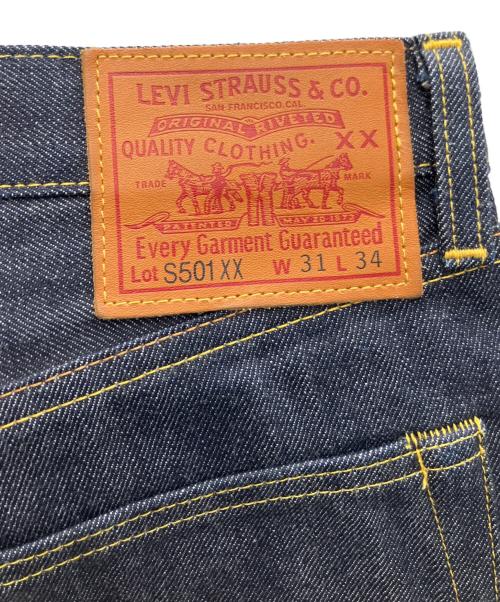 LEVI STRAUSS & CO.
SAN FRANCISCO.CAL.
ORIGINAL RIVETED
QUALITY CLOTHING. XX
TRADE MARK
PATENTED MAY 20 1873
Every Garment Guaranteed
Lot S501XX W 31 L 34